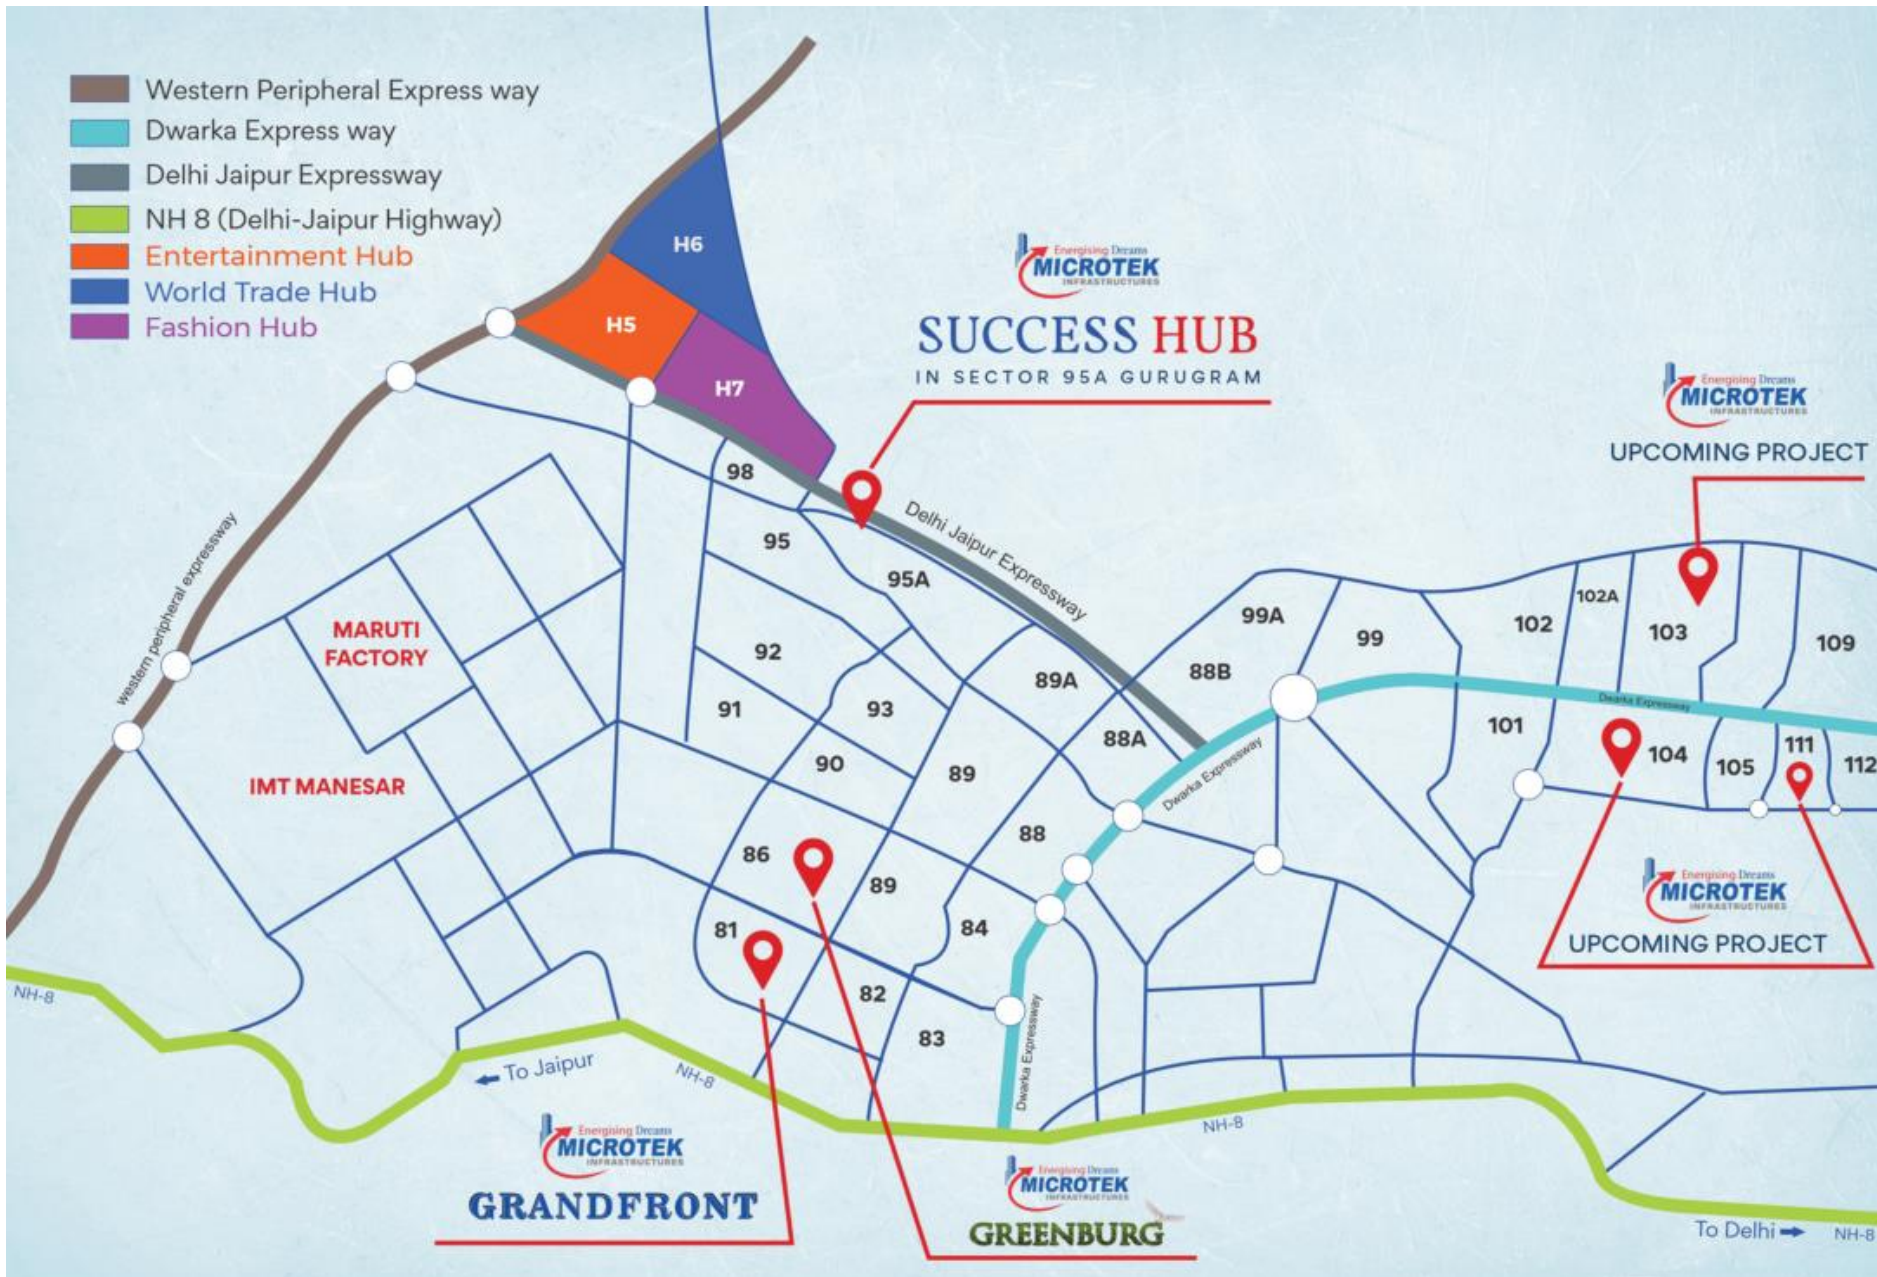 Western Peripheral Express way
Dwarka Express way
Delhi Jaipur Expressway
NH 8 (Delhi-Jaipur Highway)
Entertainment Hub
World Trade Hub
Fashion Hub
H6
H5
H7
Energising Dreams
MICROTEK
INFRASTRUCTURES
SUCCESS HUB
IN SECTOR 95A GURUGRAM
Energising Dreams
MICROTEK
INFRASTRUCTURES
UPCOMING PROJECT
98
95
95A
Delhi Jaipur Expressway
western peripheral expressway
MARUTI
FACTORY
IMT MANESAR
92
91
93
90
89A
89
88A
88B
99A
99
102
102A
103
109
Dwarka Expressway
101
104
105
111
112
Dwarka Expressway
86
89
88
84
81
82
83
Dwarka Expressway
Energising Dreams
MICROTEK
INFRASTRUCTURES
UPCOMING PROJECT
NH-8
To Jaipur
NH-8
NH-8
Energising Dreams
MICROTEK
INFRASTRUCTURES
GRANDFRONT
Energising Dreams
MICROTEK
INFRASTRUCTURES
GREENBURG
To Delhi
NH-8